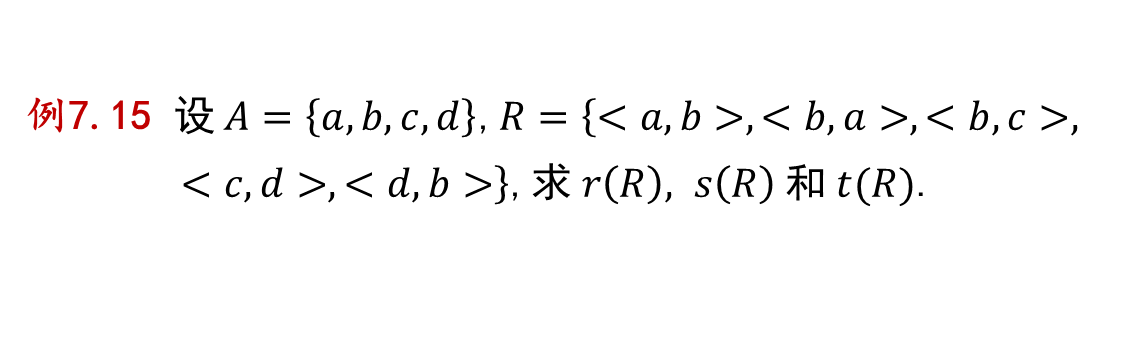 例7.15 设 A = {a, b, c, d}, R = {< a, b >, < b, a >, < b, c >,
< c, d >, < d, b >}, 求 r(R), s(R) 和 t(R).